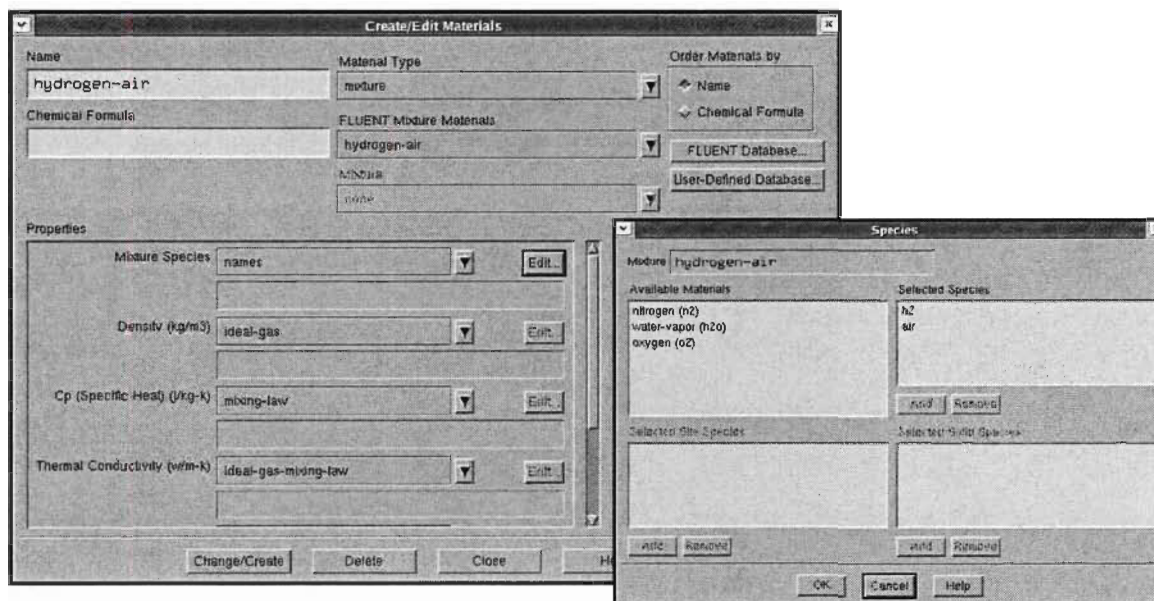 Create/Edit Materials
Name
hydrogen-air
Chemical Formula
Material Type
mixture
FLUENT Mixture Materials
hydrogen-air
Mixture
none
Order Materials by
Name
Chemical Formula
FLUENT Database...
User-Defined Database...
Properties
Mixture Species names Edit...
Density (kg/m3) ideal-gas Edit...
Cp (Specific Heat) (j/kg-k) mixing-law Edit...
Thermal Conductivity (w/m-k) ideal-gas-mixing-law Edit...
Change/Create Delete Close
Species
Mixture hydrogen-air
Available Materials
nitrogen (n2)
water-vapor (h2o)
oxygen (o2)
Selected Species
h2
air
Add Remove
Selected Site Species
Selected Solid Species
Add Remove
Add Remove
OK Cancel Help